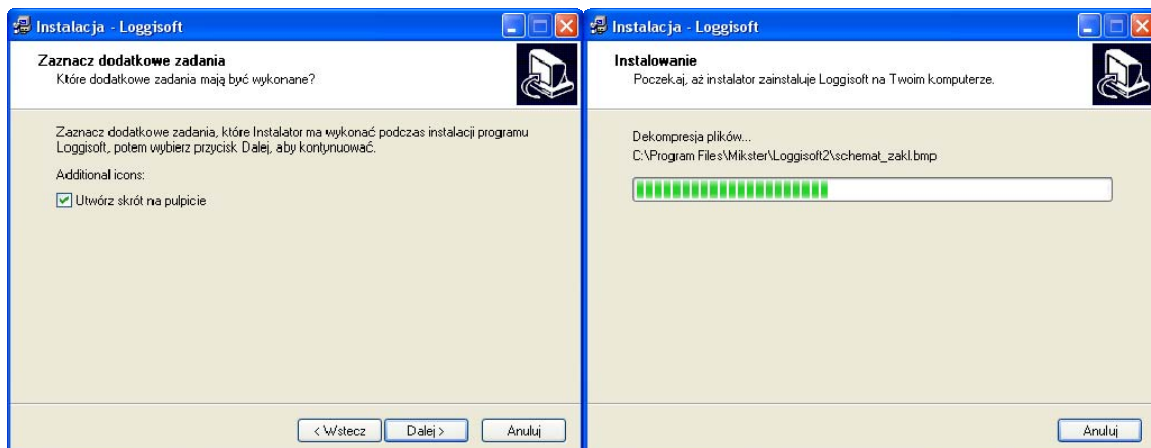 Instalacja - Loggisoft
Zaznacz dodatkowe zadania
Które dodatkowe zadania mają być wykonane?
Zaznacz dodatkowe zadania, które Instalator ma wykonać podczas instalacji programu
Loggisoft, potem wybierz przycisk Dalej, aby kontynuować.
Additional icons:
Utwórz skrót na pulpicie
< Wstecz
Dalej >
Anuluj
Instalacja - Loggisoft
Instalowanie
Poczekaj, aż instalator zainstaluje Loggisoft na Twoim komputerze.
Dekompresja plików...
C:\Program Files\Mikster\Loggisoft2\schemat_zakl.bmp
Anuluj